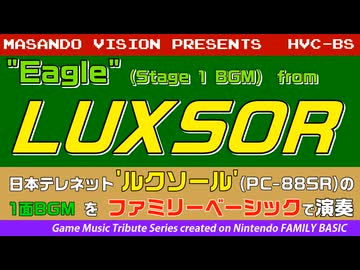 MASANDO VISION PRESENTS HVC-BS
"Eagle" (Stage 1 BGM) from
LUXSOR
日本テレネット'ルクソール'(PC-88SR)の
1面BGM を ファミリーベーシックで演奏
Game Music Tribute Series created on Nintendo FAMILY BASIC